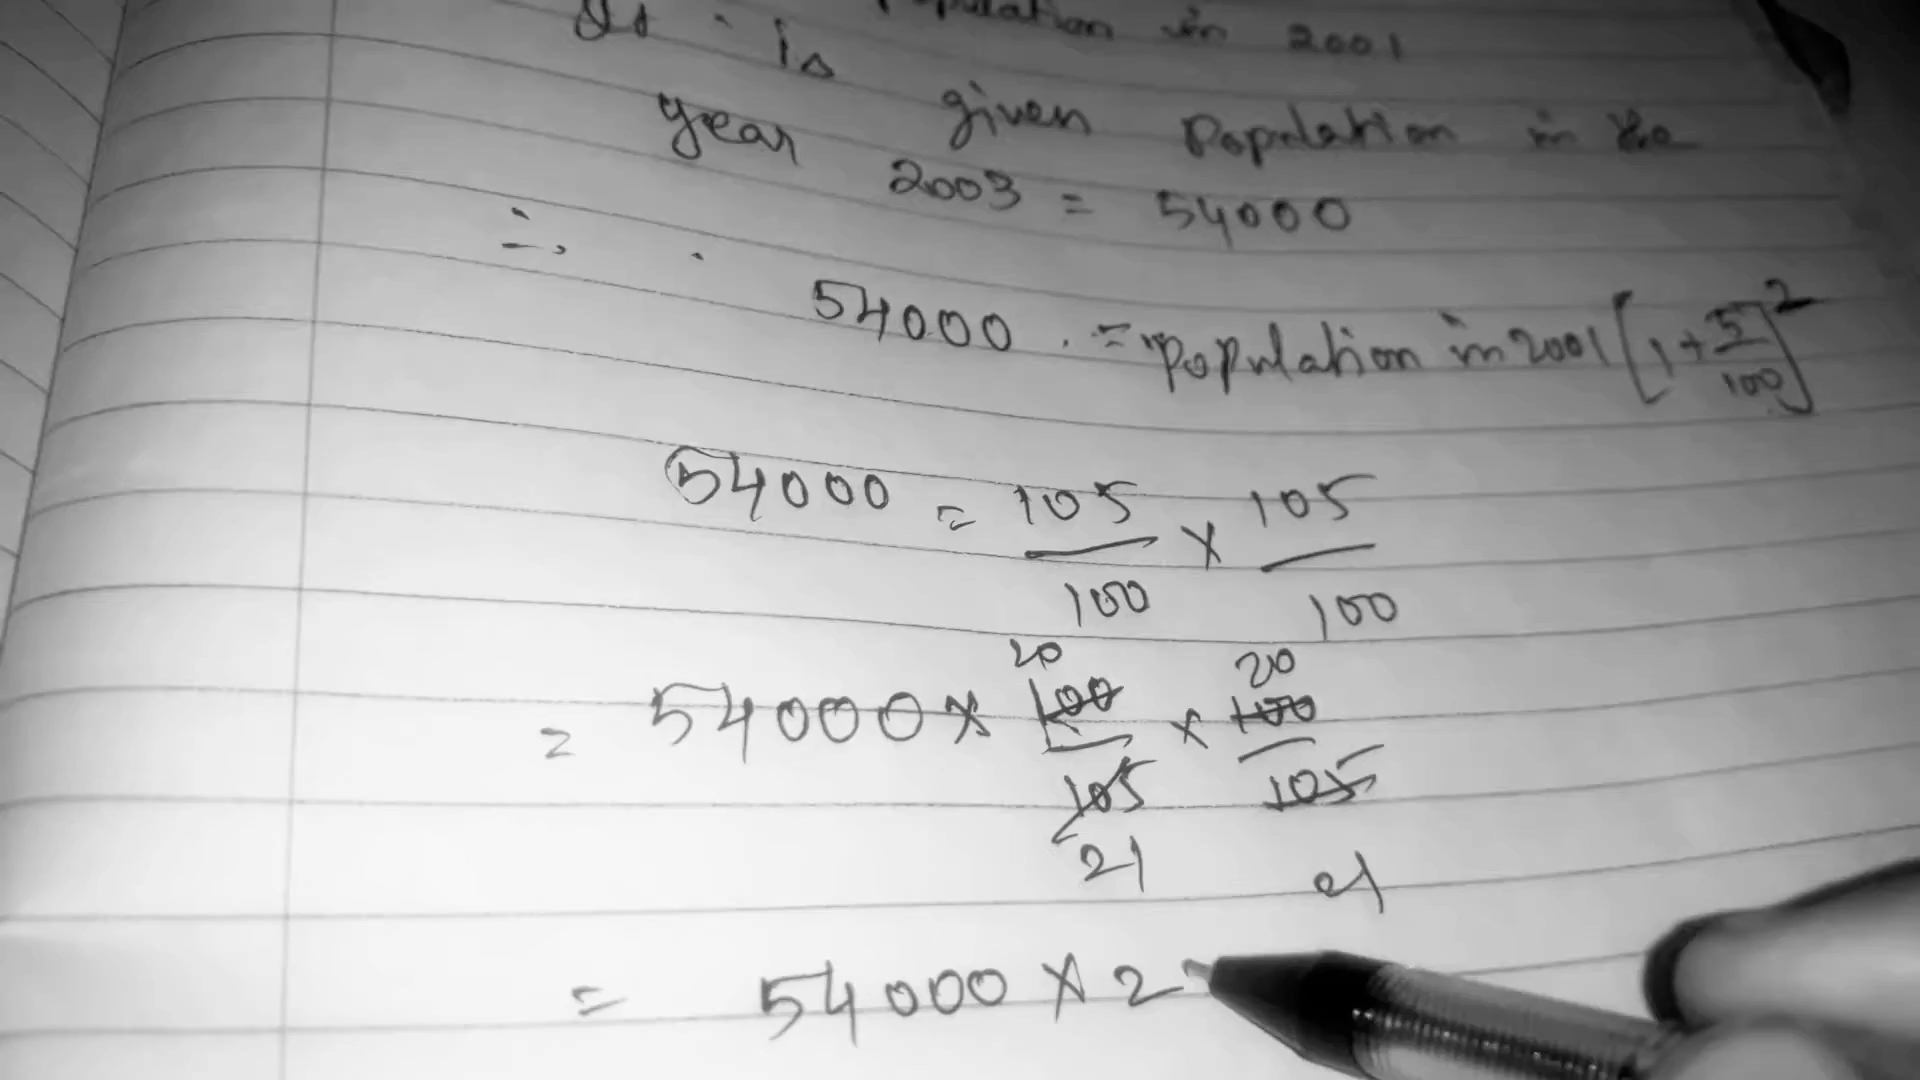 Population in 2001
It is given Population in the
year 2003 = 54000
∴ 54000 = Population in 2001 [1 + 5/100]²
54000 = 105/100 × 105/100
20 20
= 54000 × 100/105 × 100/105
21 21
= 54000 × 2